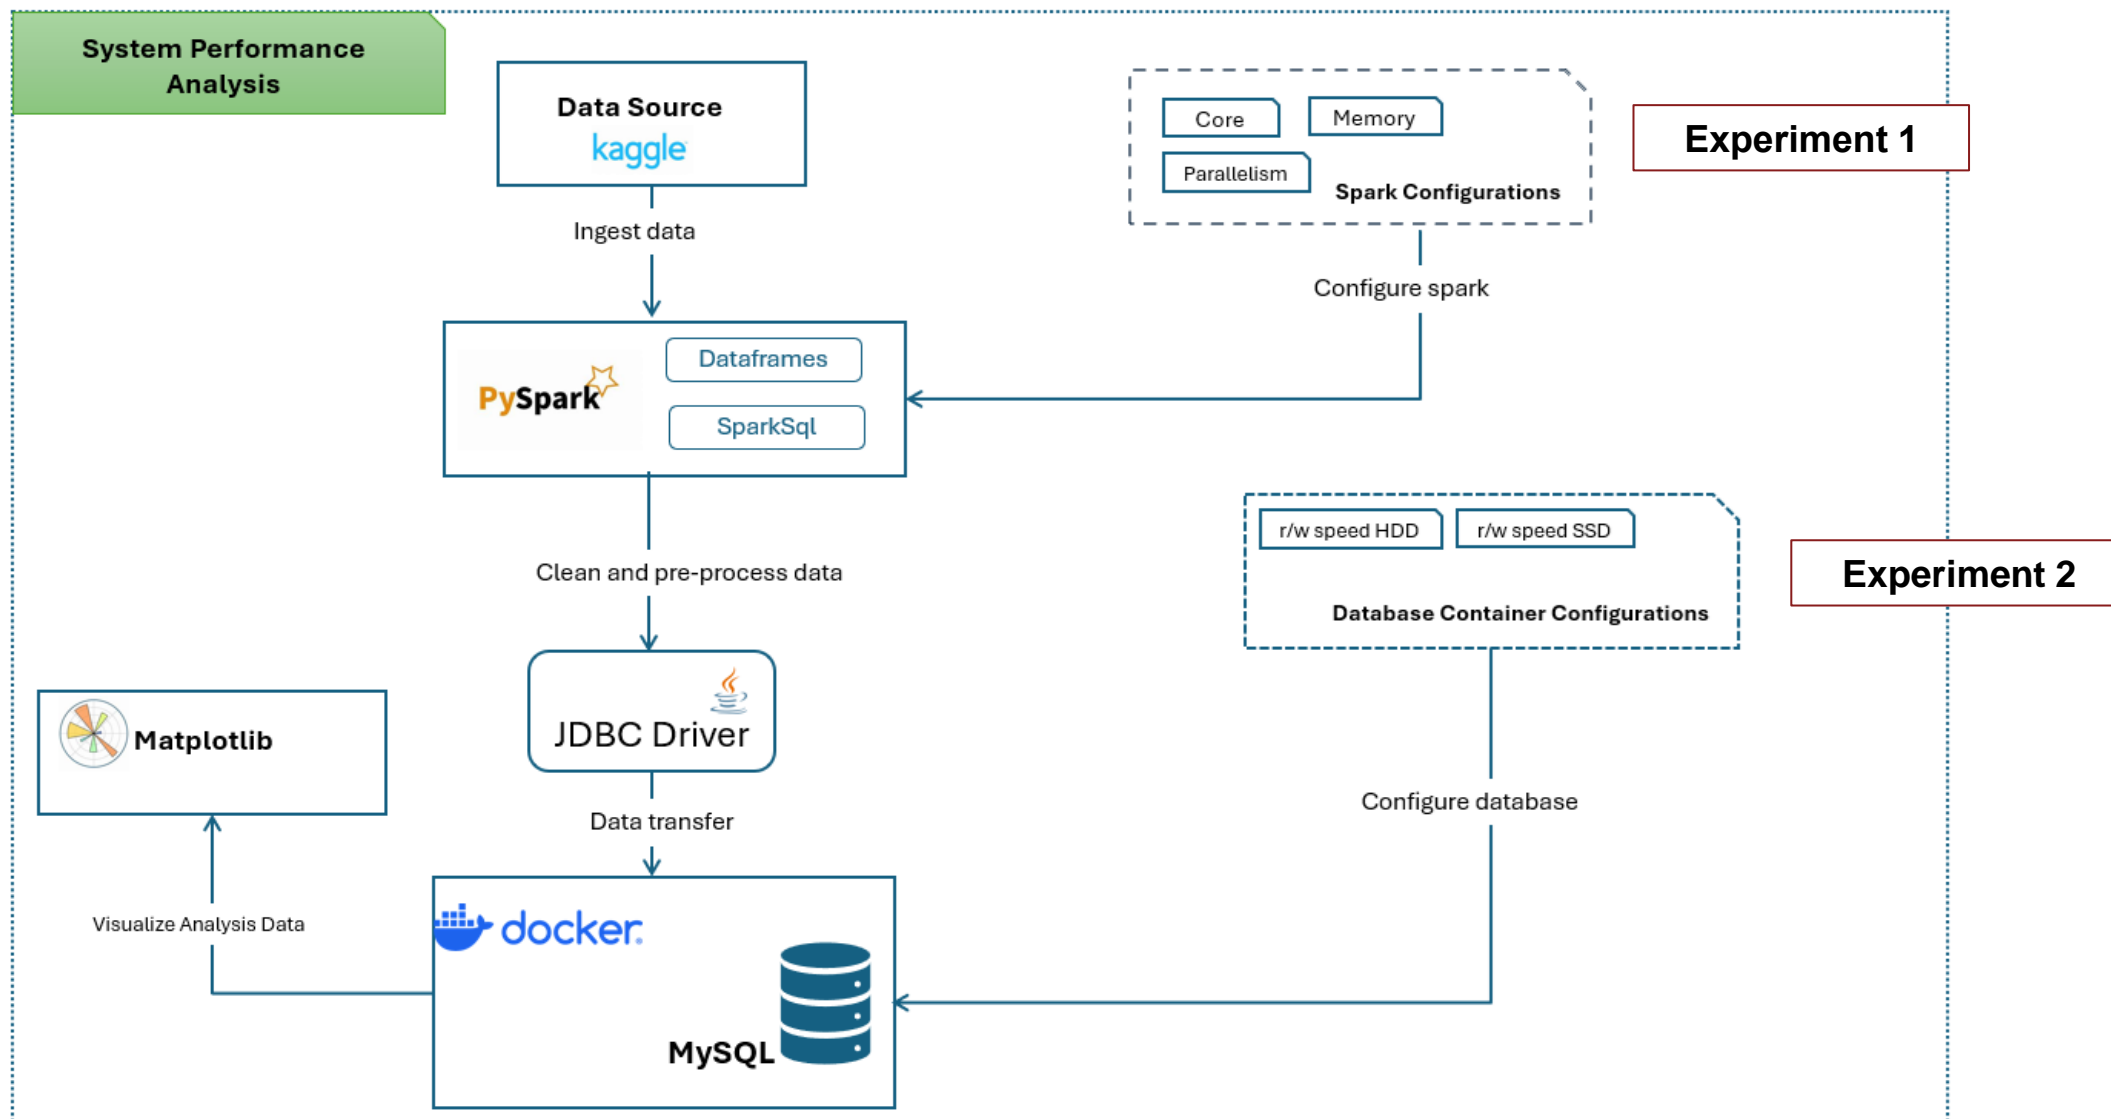 System Performance
Analysis
Data Source
kaggle
Ingest data
Core
Memory
Parallelism
Spark Configurations
Experiment 1
Configure spark
PySpark
Dataframes
SparkSql
Clean and pre-process data
r/w speed HDD
r/w speed SSD
Database Container Configurations
Experiment 2
JDBC Driver
Matplotlib
Data transfer
Configure database
Visualize Analysis Data
docker.
MySQL